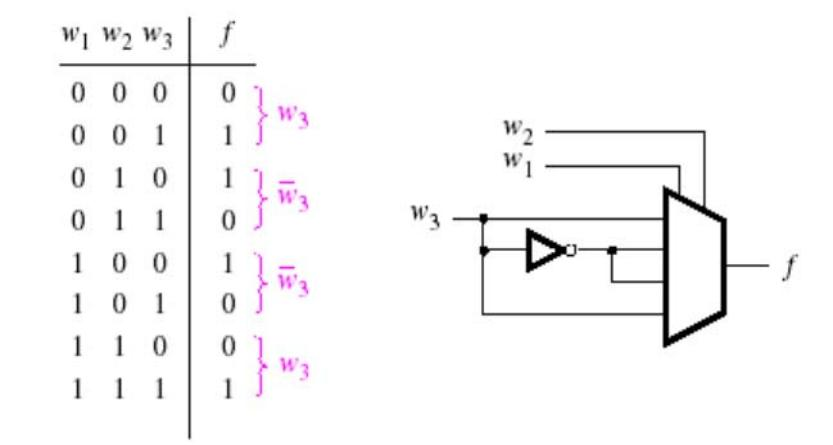 w₁ w₂ w₃ f
0 0 0 0
0 0 1 1
w₃
0 1 0 1
0 1 1 0
w̅₃
1 0 0 1
1 0 1 0
w̅₃
1 1 0 0
1 1 1 1
w₃
w₂
w₁
w₃
f